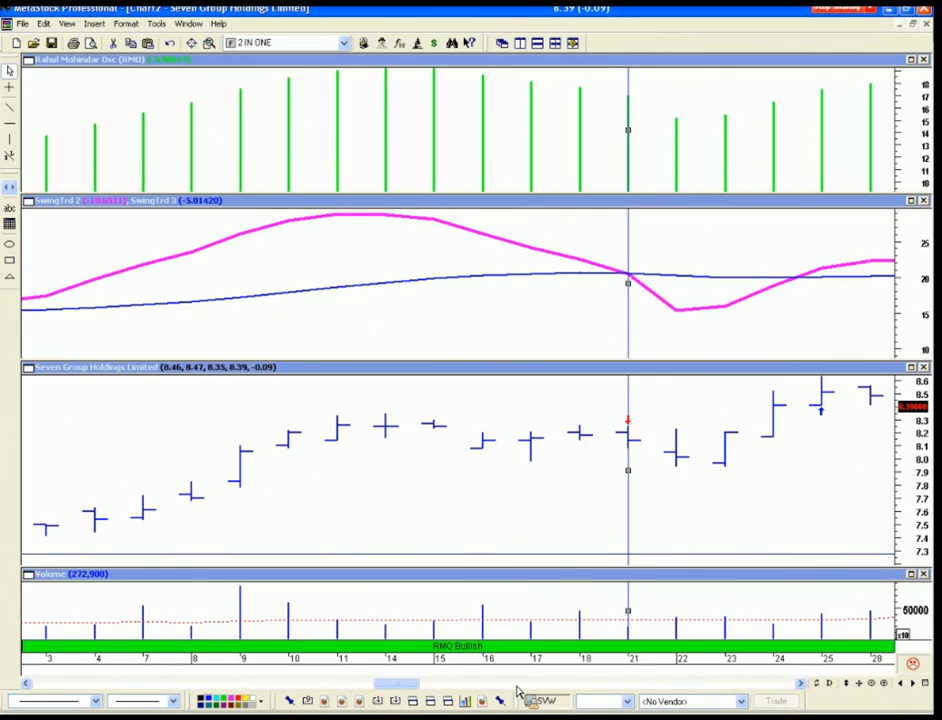 MetaStock Professional - [Chart2 - Seven Group Holdings Limited]
8.39 (-0.09)
File Edit View Insert Format Tools Window Help
2 IN ONE
Rahul Mohindar Osc (RMO)
18
17
16
15
14
13
12
11
10
SwingTrd 2 (-10.6911), SwingTrd 3 (-5.01420)
25
20
15
10
Seven Group Holdings Limited (8.46, 8.47, 8.35, 8.39, -0.09)
8.6
8.5
8.39000
8.3
8.2
8.1
8.0
7.9
7.8
7.7
7.6
7.5
7.4
7.3
abc
Volume (272,908)
50000
x10
RMO Bullish
3 4 7 8 9 10 11 14 15 16 17 18 21 22 23 24 25 28
<No Vendor> Trade